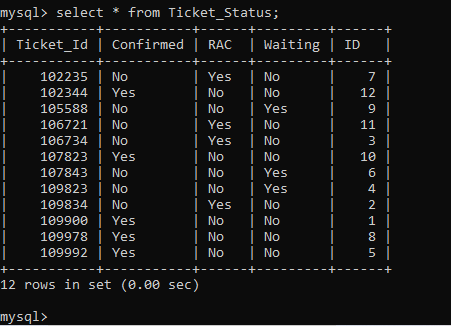 mysql> select * from Ticket_Status;
+-----------+-----------+-----+---------+------+
| Ticket_Id | Confirmed | RAC | Waiting | ID   |
+-----------+-----------+-----+---------+------+
|    102235 | No        | Yes | No      |    7 |
|    102344 | Yes       | No  | No      |   12 |
|    105588 | No        | No  | Yes     |    9 |
|    106721 | No        | Yes | No      |   11 |
|    106734 | No        | Yes | No      |    3 |
|    107823 | Yes       | No  | No      |   10 |
|    107843 | No        | No  | Yes     |    6 |
|    109823 | No        | No  | Yes     |    4 |
|    109834 | No        | Yes | No      |    2 |
|    109900 | Yes       | No  | No      |    1 |
|    109978 | Yes       | No  | No      |    8 |
|    109992 | Yes       | No  | No      |    5 |
+-----------+-----------+-----+---------+------+
12 rows in set (0.00 sec)
mysql>